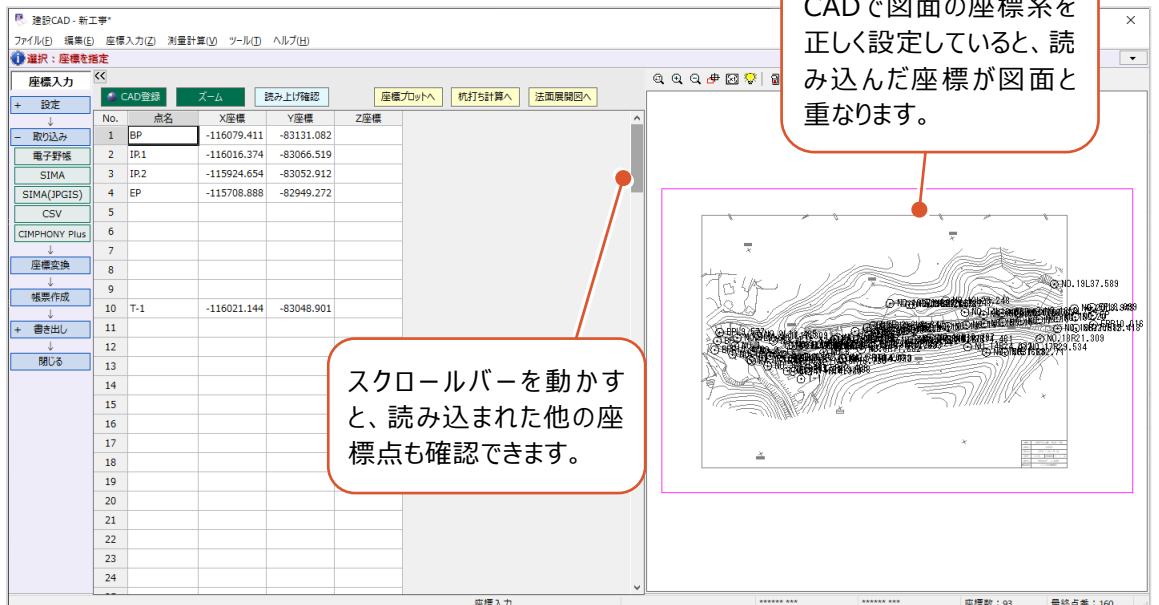 建設CAD - 新工事*
ファイル(F) 編集(E) 座標入力(Z) 測量計算(V) ツール(T) ヘルプ(H)
選択：座標を指定
座標入力
+ 設定
↓
− 取り込み
電子野帳
SIMA
SIMA(JPGIS)
CSV
CIMPHONY Plus
↓
座標変換
↓
帳票作成
↓
+ 書き出し
↓
閉じる
CAD登録 ズーム 読み上げ確認 座標プロットへ 杭打ち計算へ 法面展開図へ
No. 点名 X座標 Y座標 Z座標
1 BP -116079.411 -83131.082
2 IP.1 -116016.374 -83066.519
3 IP.2 -115924.654 -83052.912
4 EP -115708.888 -82949.272
5
6
7
8
9
10 T-1 -116021.144 -83048.901
11
12
13
14
15
16
17
18
19
20
21
22
23
24
スクロールバーを動かす
と、読み込まれた他の座
標点も確認できます。
CADで図面の座標系を
正しく設定していると、読
み込んだ座標が図面と
重なります。
NO.19L37.589
NO.18R21.309
T-1
座標入力 ****** *** ****** *** 座標数：93 最終点番：160